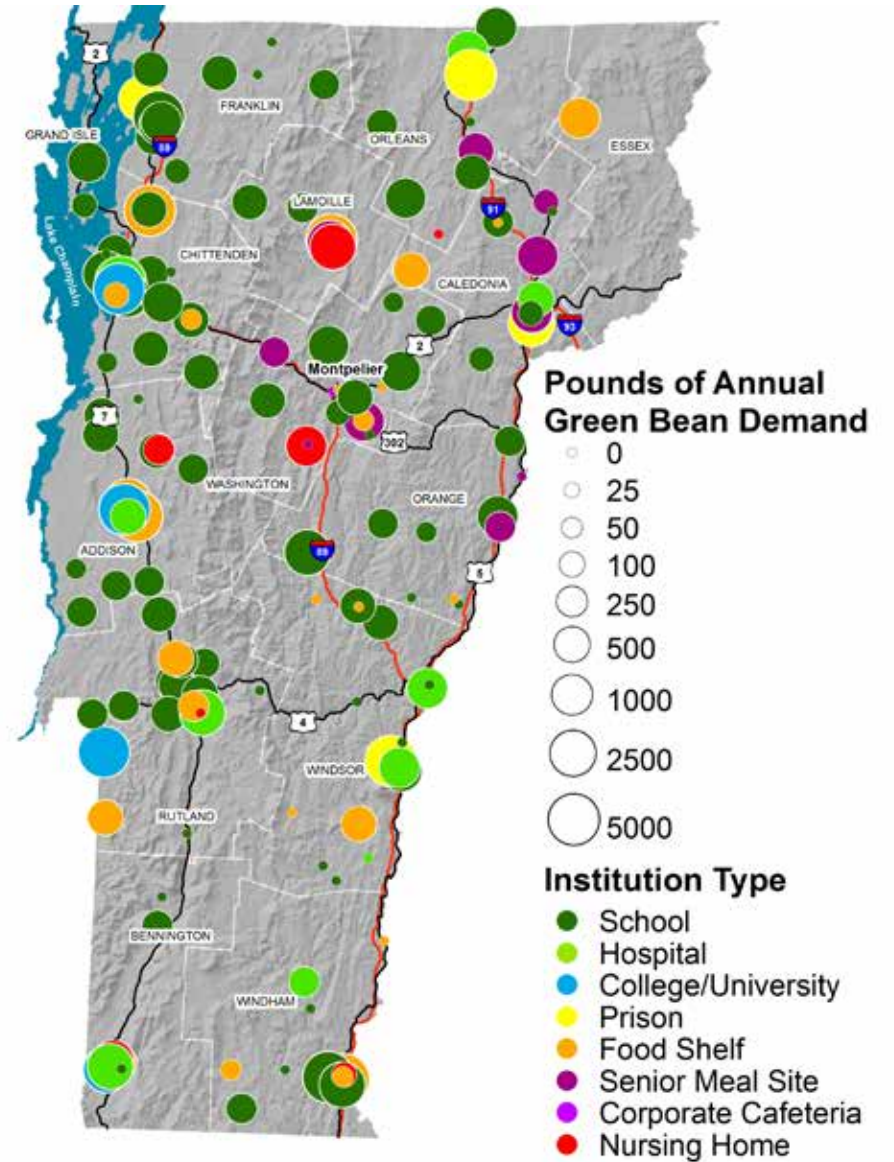 2
FRANKLIN
GRAND ISLE
ORLEANS
ESSEX
89
LAMOILLE
91
Lake Champlain
CHITTENDEN
CALEDONIA
93
2
Montpelier
7
302
WASHINGTON
ORANGE
ADDISON
89
5
4
WINDSOR
RUTLAND
BENNINGTON
WINDHAM
Pounds of Annual
Green Bean Demand
0
25
50
100
250
500
1000
2500
5000
Institution Type
School
Hospital
College/University
Prison
Food Shelf
Senior Meal Site
Corporate Cafeteria
Nursing Home